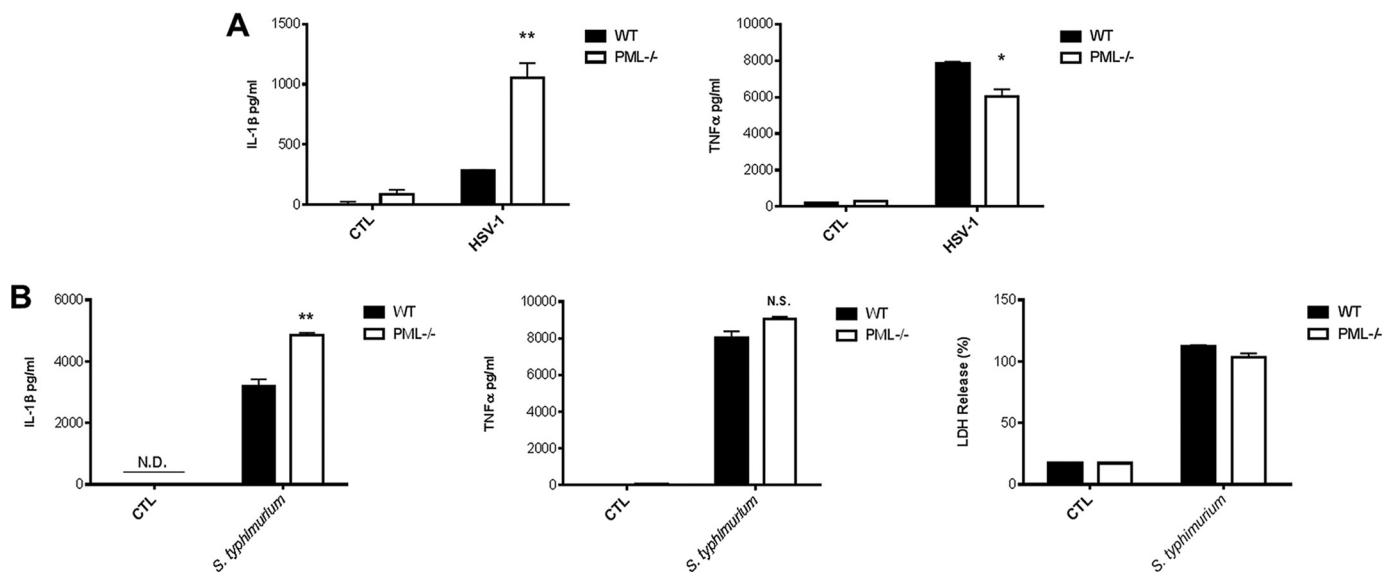 A
1500
1000
500
0
IL-1β pg/ml
CTL
HSV-1
**
WT
PML-/-
10000
8000
6000
4000
2000
0
TNFα pg/ml
CTL
HSV-1
*
WT
PML-/-
B
6000
4000
2000
0
IL-1β pg/ml
N.D.
CTL
S. typhimurium
**
WT
PML-/-
10000
8000
6000
4000
2000
0
TNFα pg/ml
CTL
S. typhimurium
N.S.
WT
PML-/-
150
100
50
0
LDH Release (%)
CTL
S. typhimurium
WT
PML-/-